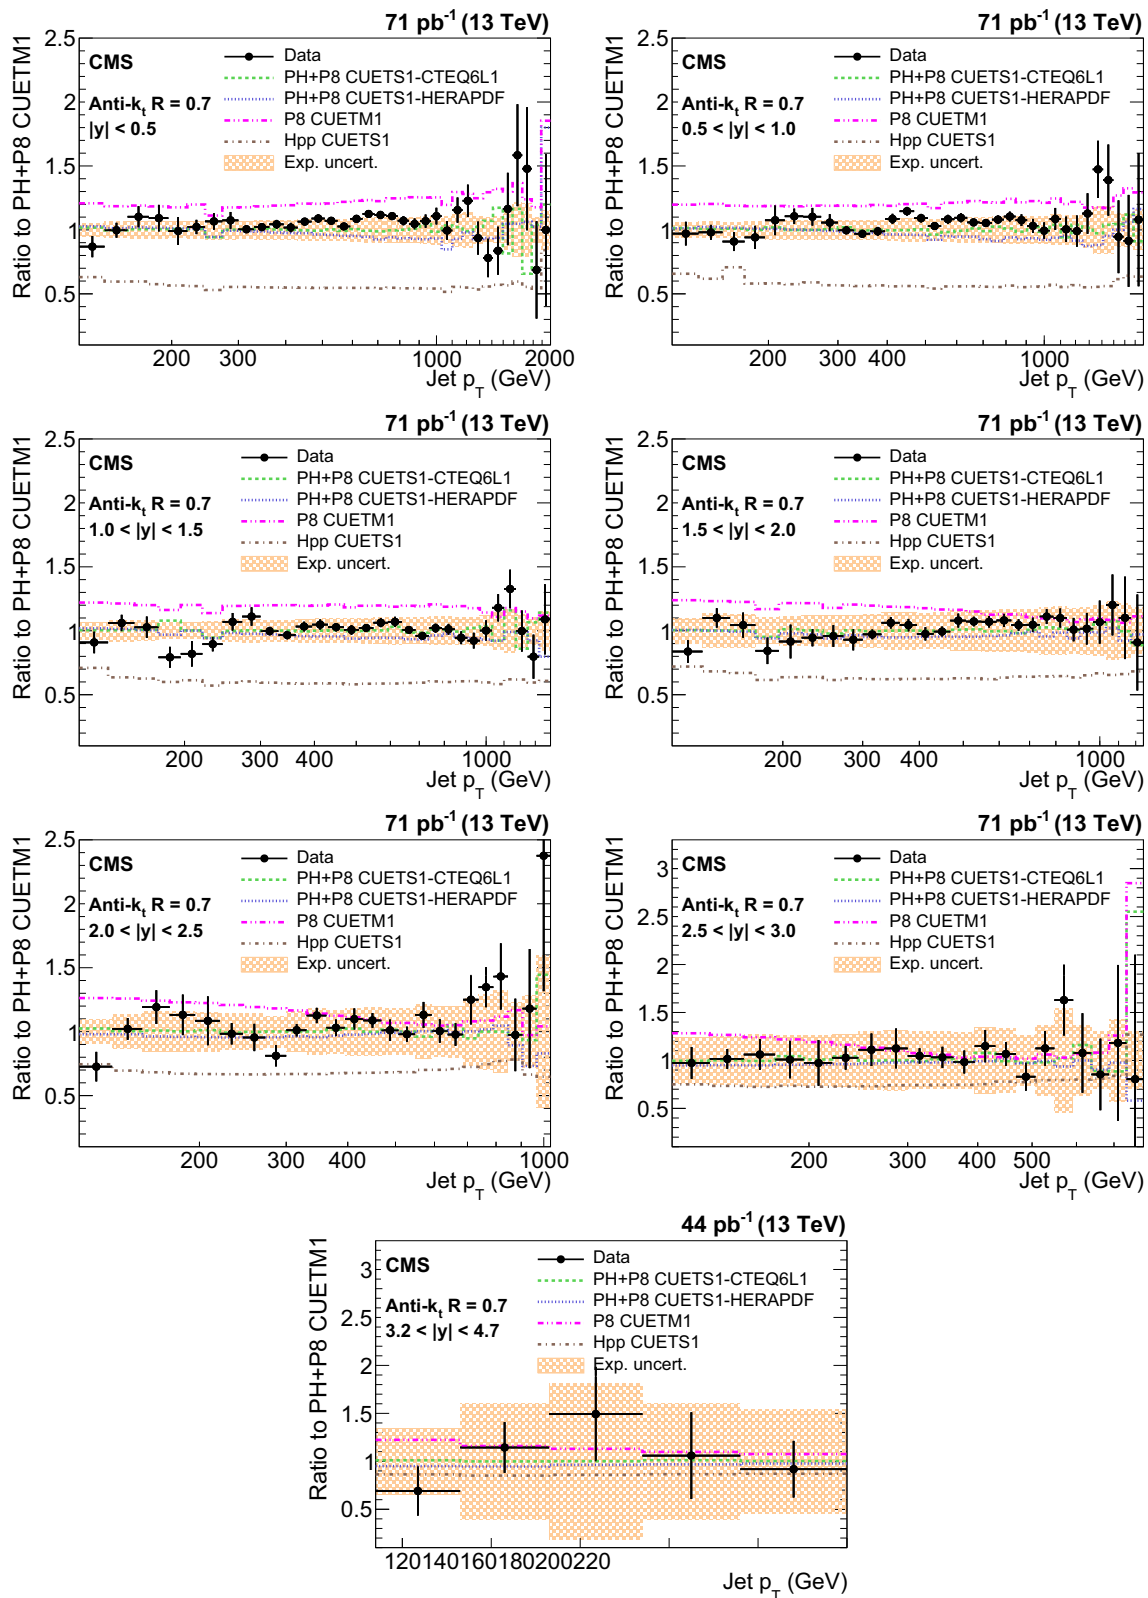 71 pb⁻¹ (13 TeV)
Ratio to PH+P8 CUETM1
CMS
Anti-kₜ R = 0.7
|y| < 0.5
Data
PH+P8 CUETS1-CTEQ6L1
PH+P8 CUETS1-HERAPDF
P8 CUETM1
Hpp CUETS1
Exp. uncert.
2.5
2
1.5
1
0.5
200 300 1000 2000
Jet p_T (GeV)
71 pb⁻¹ (13 TeV)
Ratio to PH+P8 CUETM1
CMS
Anti-kₜ R = 0.7
0.5 < |y| < 1.0
Data
PH+P8 CUETS1-CTEQ6L1
PH+P8 CUETS1-HERAPDF
P8 CUETM1
Hpp CUETS1
Exp. uncert.
2.5
2
1.5
1
0.5
200 300 400 1000
Jet p_T (GeV)
71 pb⁻¹ (13 TeV)
Ratio to PH+P8 CUETM1
CMS
Anti-kₜ R = 0.7
1.0 < |y| < 1.5
Data
PH+P8 CUETS1-CTEQ6L1
PH+P8 CUETS1-HERAPDF
P8 CUETM1
Hpp CUETS1
Exp. uncert.
2.5
2
1.5
1
0.5
200 300 400 1000
Jet p_T (GeV)
71 pb⁻¹ (13 TeV)
Ratio to PH+P8 CUETM1
CMS
Anti-kₜ R = 0.7
1.5 < |y| < 2.0
Data
PH+P8 CUETS1-CTEQ6L1
PH+P8 CUETS1-HERAPDF
P8 CUETM1
Hpp CUETS1
Exp. uncert.
2.5
2
1.5
1
0.5
200 300 400 1000
Jet p_T (GeV)
71 pb⁻¹ (13 TeV)
Ratio to PH+P8 CUETM1
CMS
Anti-kₜ R = 0.7
2.0 < |y| < 2.5
Data
PH+P8 CUETS1-CTEQ6L1
PH+P8 CUETS1-HERAPDF
P8 CUETM1
Hpp CUETS1
Exp. uncert.
2.5
2
1.5
1
0.5
200 300 400 1000
Jet p_T (GeV)
71 pb⁻¹ (13 TeV)
Ratio to PH+P8 CUETM1
CMS
Anti-kₜ R = 0.7
2.5 < |y| < 3.0
Data
PH+P8 CUETS1-CTEQ6L1
PH+P8 CUETS1-HERAPDF
P8 CUETM1
Hpp CUETS1
Exp. uncert.
3
2.5
2
1.5
1
0.5
200 300 400 500
Jet p_T (GeV)
44 pb⁻¹ (13 TeV)
Ratio to PH+P8 CUETM1
CMS
Anti-kₜ R = 0.7
3.2 < |y| < 4.7
Data
PH+P8 CUETS1-CTEQ6L1
PH+P8 CUETS1-HERAPDF
P8 CUETM1
Hpp CUETS1
Exp. uncert.
3
2.5
2
1.5
1
0.5
120140160180200220
Jet p_T (GeV)